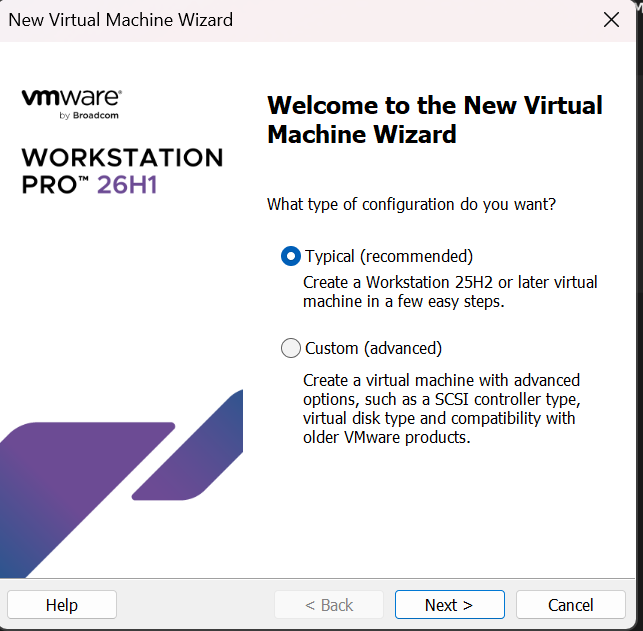 New Virtual Machine Wizard
vmware®
by Broadcom
WORKSTATION
PRO™ 26H1
Welcome to the New Virtual
Machine Wizard
What type of configuration do you want?
Typical (recommended)
Create a Workstation 25H2 or later virtual
machine in a few easy steps.
Custom (advanced)
Create a virtual machine with advanced
options, such as a SCSI controller type,
virtual disk type and compatibility with
older VMware products.
Help
< Back
Next >
Cancel